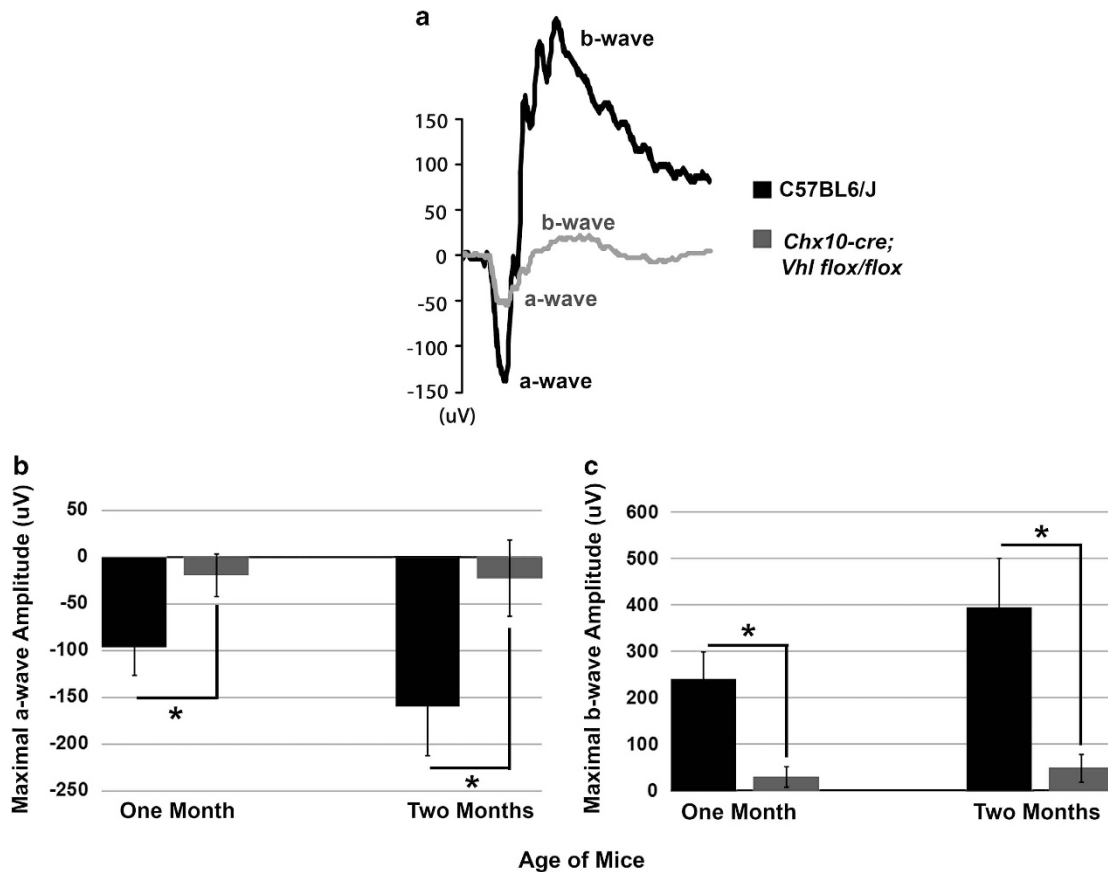 a
b-wave
150
100
50
0
-50
-100
-150
(uV)
b-wave
a-wave
a-wave
C57BL6/J
Chx10-cre;
Vhl flox/flox
b
Maximal a-wave Amplitude (uV)
50
0
-50
-100
-150
-200
-250
*
*
One Month
Two Months
c
Maximal b-wave Amplitude (uV)
600
500
400
300
200
100
0
*
*
One Month
Two Months
Age of Mice